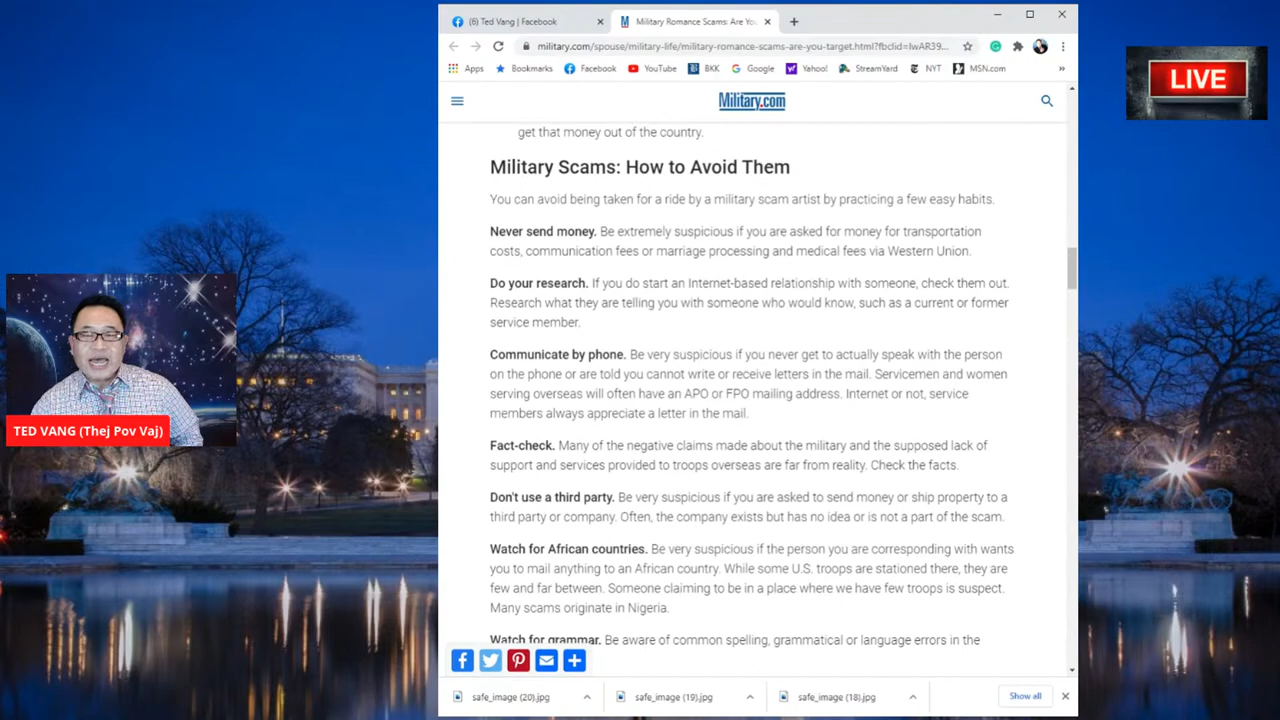 (6) Ted Vang | Facebook
Military Romance Scams: Are Yo
military.com/spouse/military-life/military-romance-scams-are-you-target.html?fbclid=IwAR39...
Apps Bookmarks Facebook YouTube BKK Google Yahoo! StreamYard NYT MSN.com »
Military.com
LIVE
get that money out of the country.
Military Scams: How to Avoid Them
You can avoid being taken for a ride by a military scam artist by practicing a few easy habits.
Never send money. Be extremely suspicious if you are asked for money for transportation
costs, communication fees or marriage processing and medical fees via Western Union.
Do your research. If you do start an Internet-based relationship with someone, check them out.
Research what they are telling you with someone who would know, such as a current or former
service member.
Communicate by phone. Be very suspicious if you never get to actually speak with the person
on the phone or are told you cannot write or receive letters in the mail. Servicemen and women
serving overseas will often have an APO or FPO mailing address. Internet or not, service
members always appreciate a letter in the mail.
Fact-check. Many of the negative claims made about the military and the supposed lack of
support and services provided to troops overseas are far from reality. Check the facts.
Don't use a third party. Be very suspicious if you are asked to send money or ship property to a
third party or company. Often, the company exists but has no idea or is not a part of the scam.
Watch for African countries. Be very suspicious if the person you are corresponding with wants
you to mail anything to an African country. While some U.S. troops are stationed there, they are
few and far between. Someone claiming to be in a place where we have few troops is suspect.
Many scams originate in Nigeria.
Watch for grammar. Be aware of common spelling, grammatical or language errors in the
TED VANG (Thej Pov Vaj)
safe_image (20).jpg
safe_image (19).jpg
safe_image (18).jpg
Show all